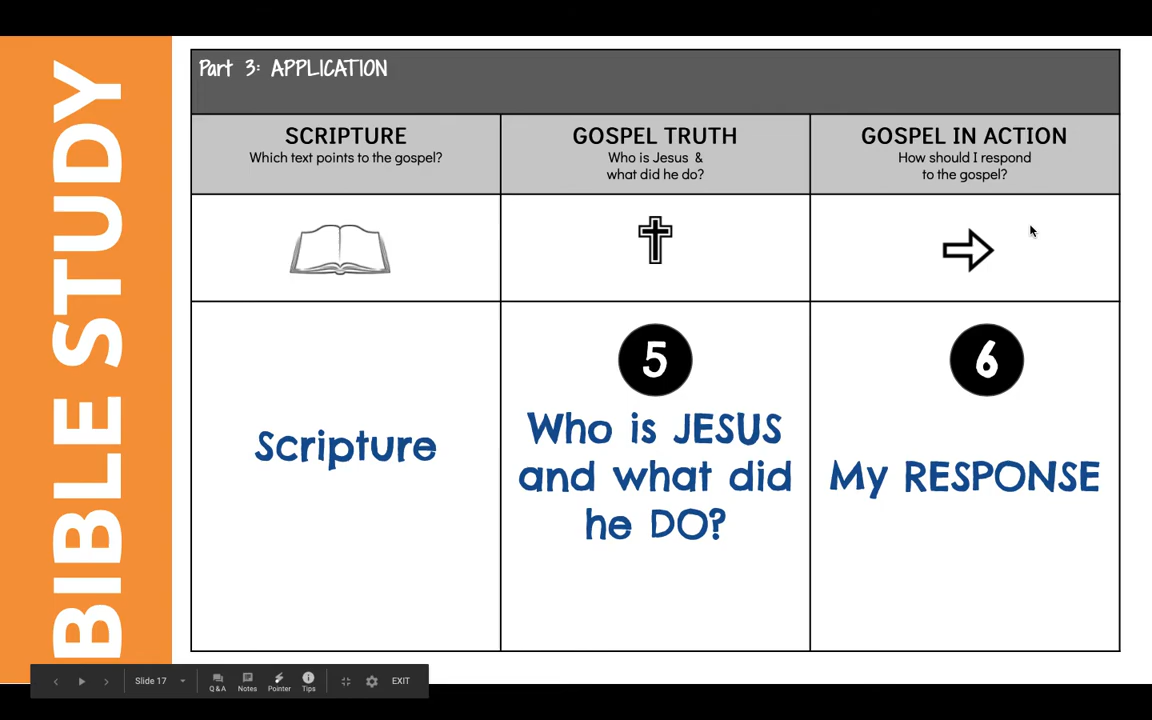 BIBLE STUDY
Part 3: APPLICATION
SCRIPTURE
Which text points to the gospel?
GOSPEL TRUTH
Who is Jesus &
what did he do?
GOSPEL IN ACTION
How should I respond
to the gospel?
Scripture
5
Who is JESUS
and what did
he DO?
6
My RESPONSE
Slide 17
Q&A
Notes
Pointer
Tips
EXIT